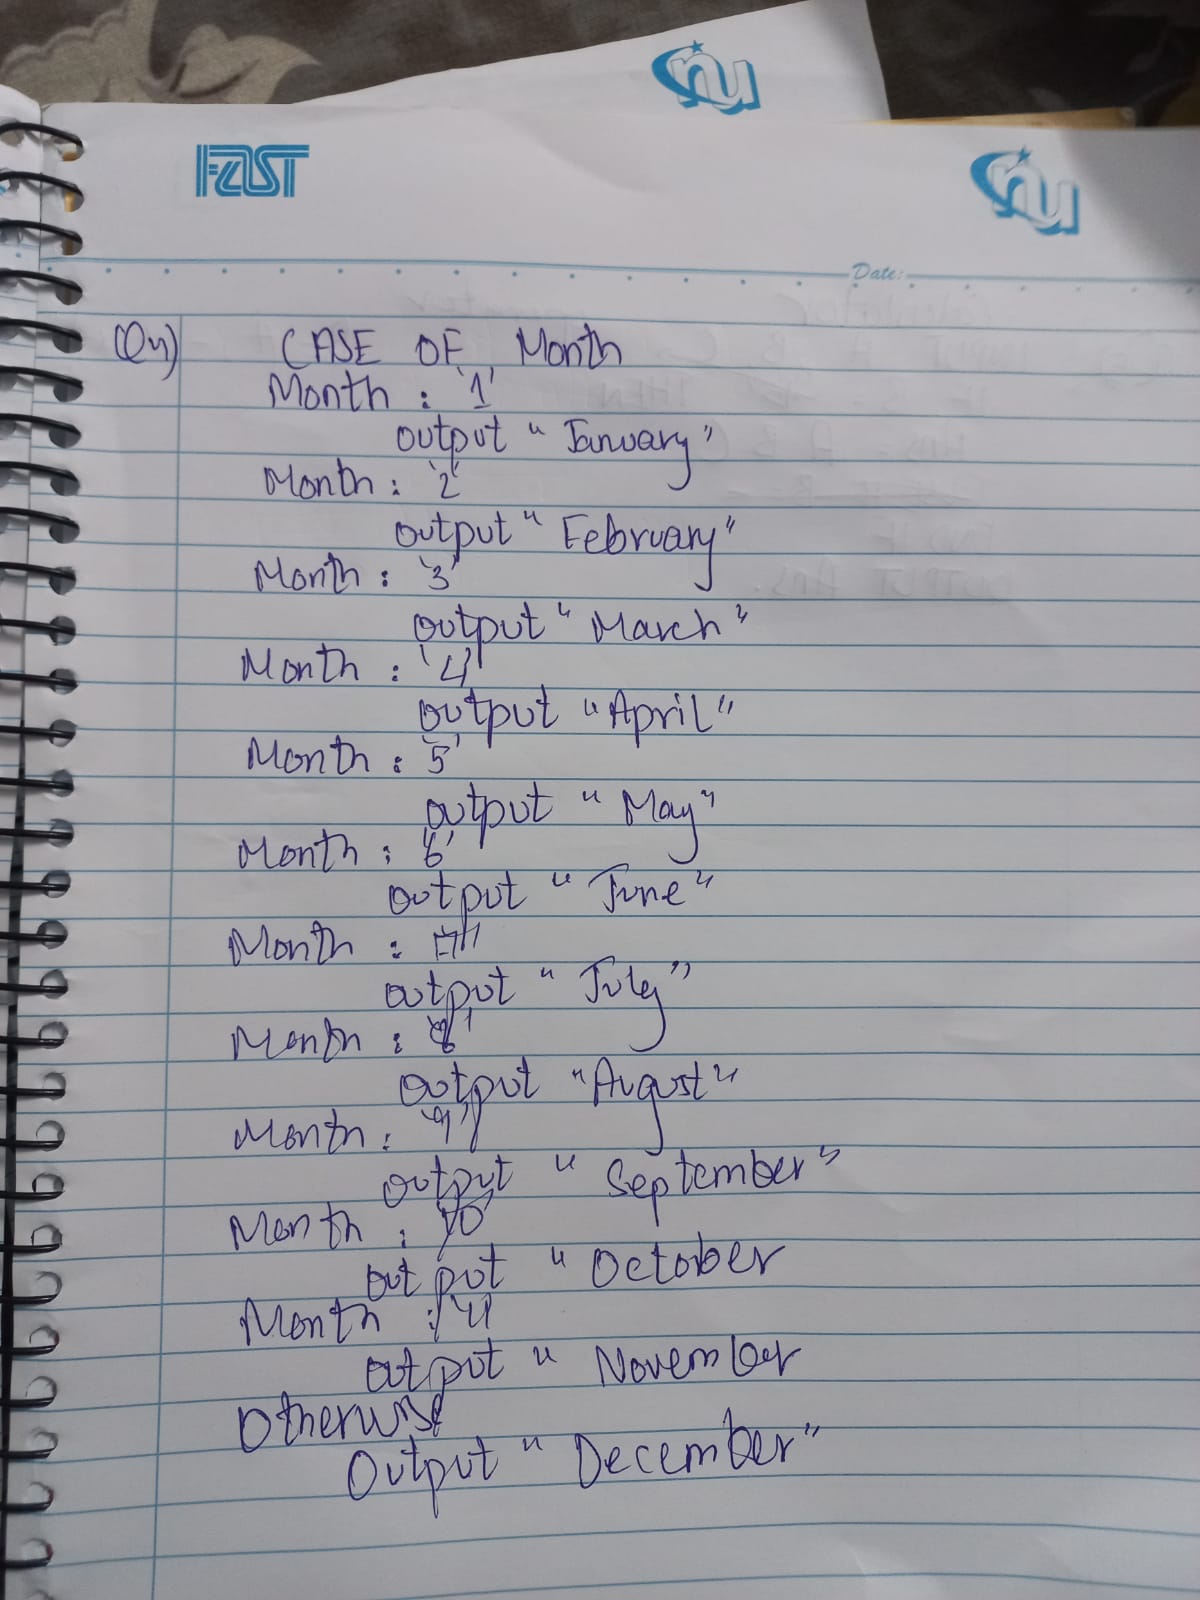 nu
FAST
nu
Date:
Q4) CASE OF Month
Month : '1'
output "January"
Month : '2'
output "February"
Month : '3'
output "March"
Month : '4'
output "April"
Month : '5'
output "May"
Month : '6'
output "June"
Month : '7'
output "July"
Month : '8'
output "August"
Month : '9'
output "September"
Month : '10'
output "October
Month : '11
output "November
Otherwise
Output "December"